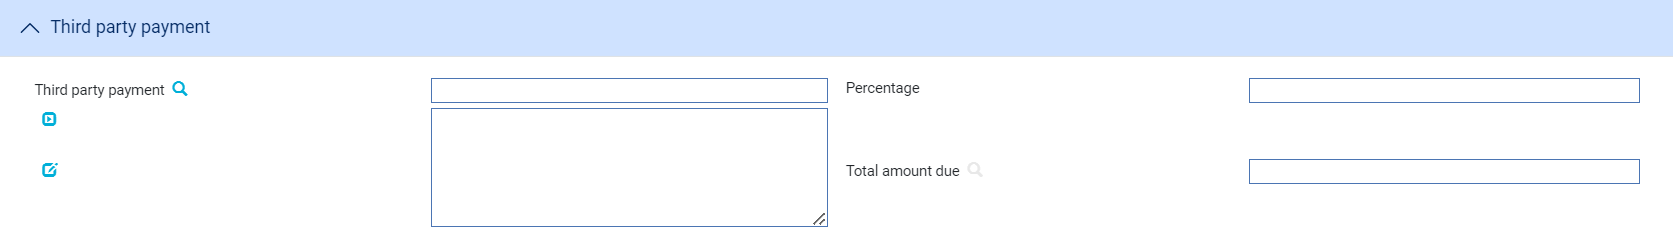 Third party payment
Third party payment
Percentage
Total amount due